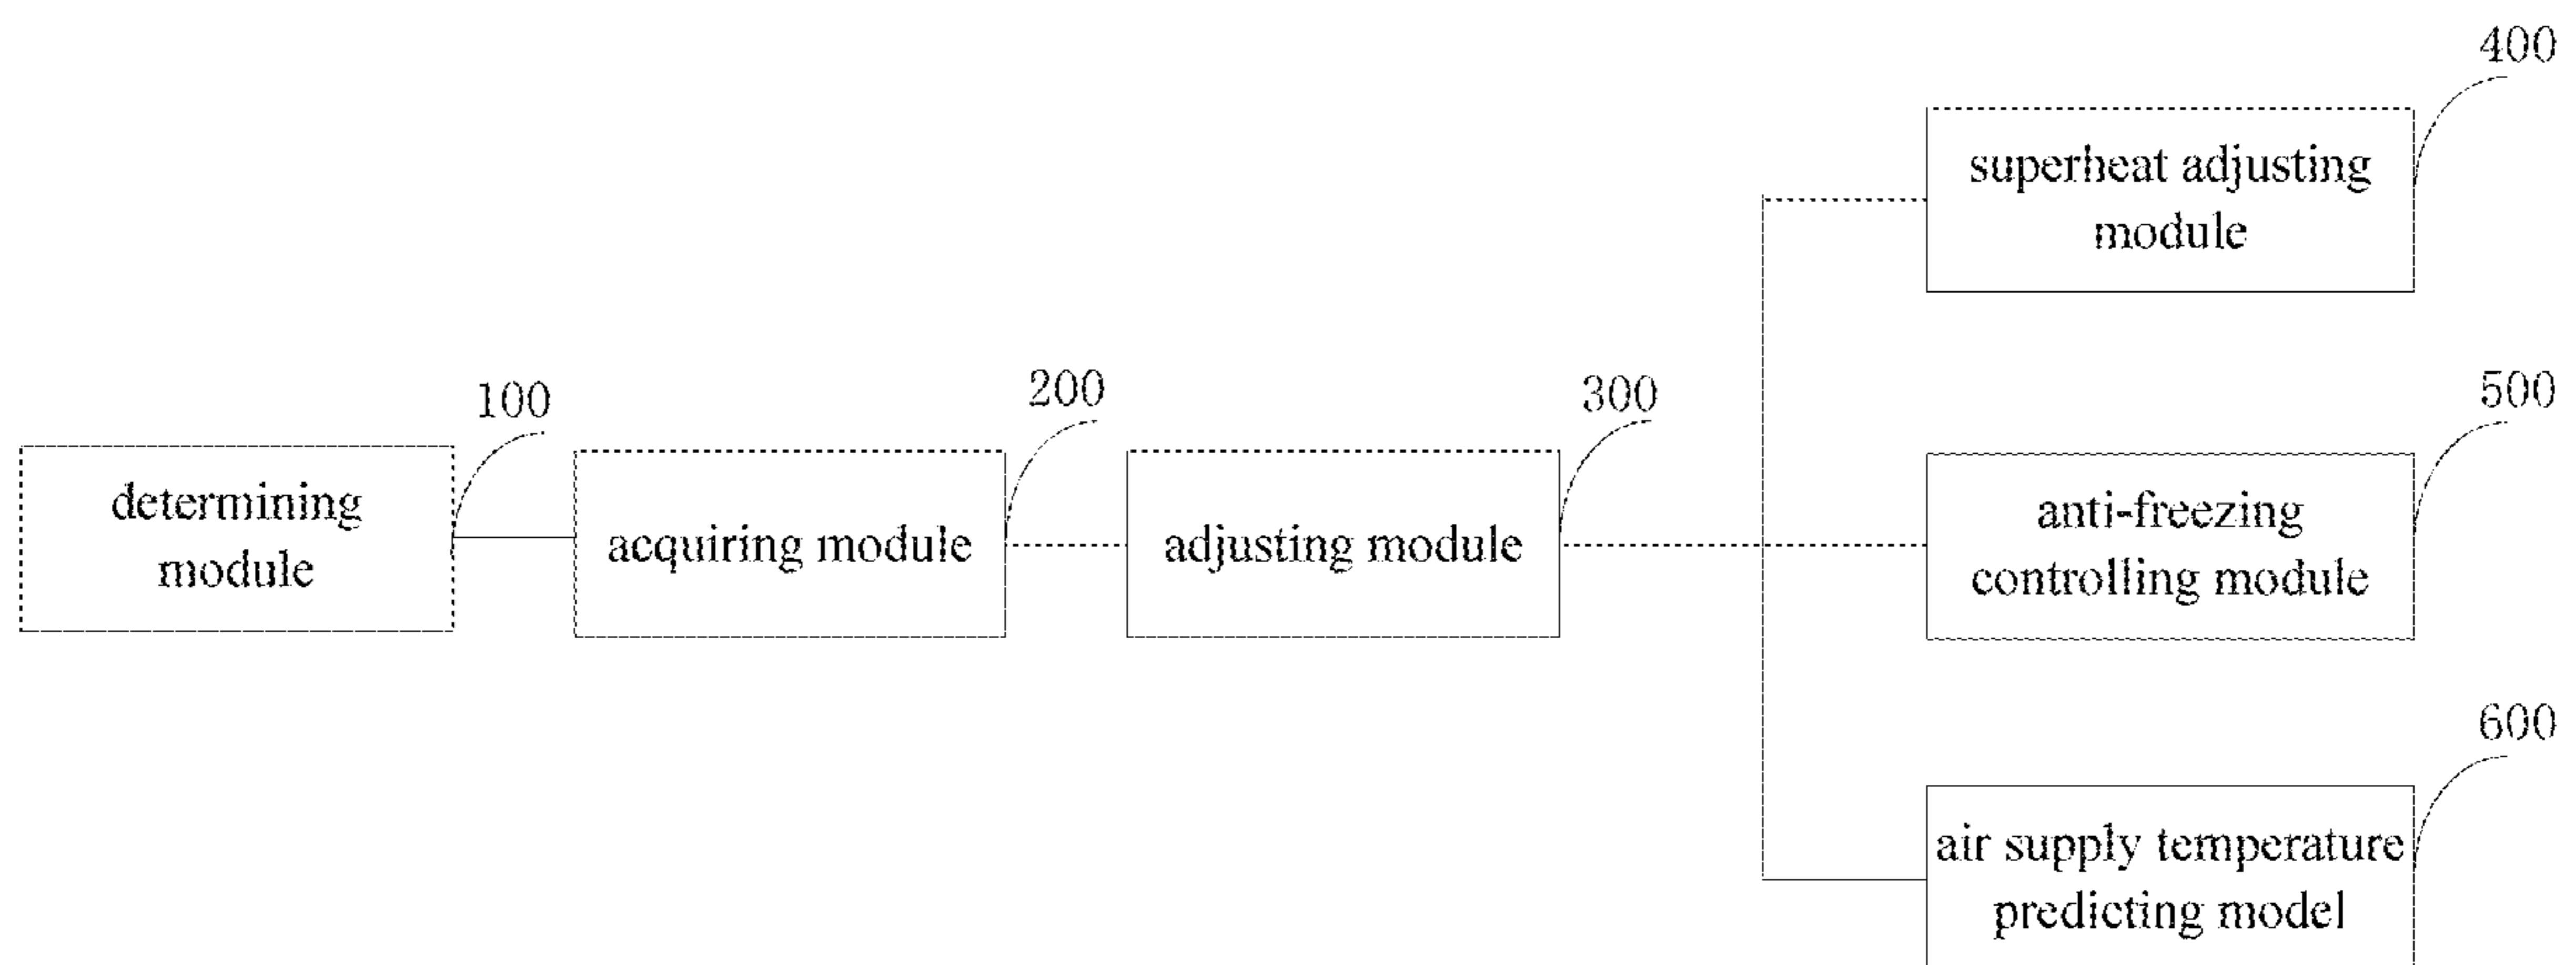 400
superheat adjusting
module
100
200
300
500
determining
module
acquiring module
adjusting module
anti-freezing
controlling module
600
air supply temperature
predicting model